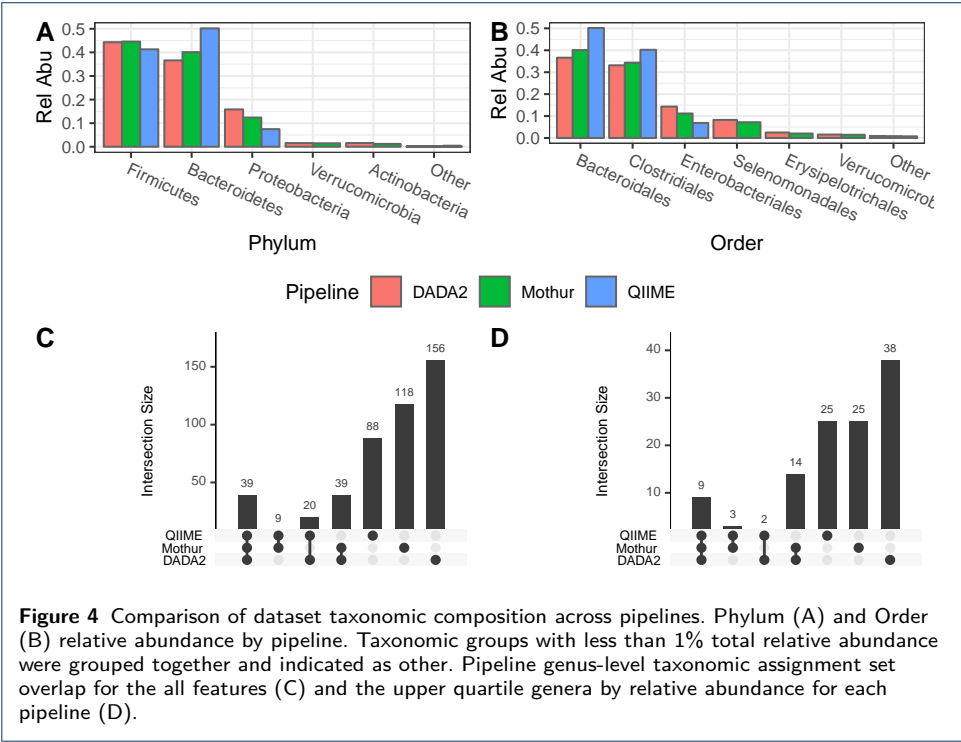 A
B
Rel Abu
0.5
0.4
0.3
0.2
0.1
0.0
Firmicutes
Bacteroidetes
Proteobacteria
Verrucomicrobia
Actinobacteria
Other
Phylum
Rel Abu
0.5
0.4
0.3
0.2
0.1
0.0
Bacteroidales
Clostridiales
Enterobacteriales
Selenomonadales
Erysipelotrichales
Verrucomicrob
Other
Order
Pipeline DADA2 Mothur QIIME
C
Intersection Size
150
100
50
39 9 20 39 88 118 156
QIIME
Mothur
DADA2
D
Intersection Size
40
30
20
10
9 3 2 14 25 25 38
QIIME
Mothur
DADA2
Figure 4 Comparison of dataset taxonomic composition across pipelines. Phylum (A) and Order
(B) relative abundance by pipeline. Taxonomic groups with less than 1% total relative abundance
were grouped together and indicated as other. Pipeline genus-level taxonomic assignment set
overlap for the all features (C) and the upper quartile genera by relative abundance for each
pipeline (D).